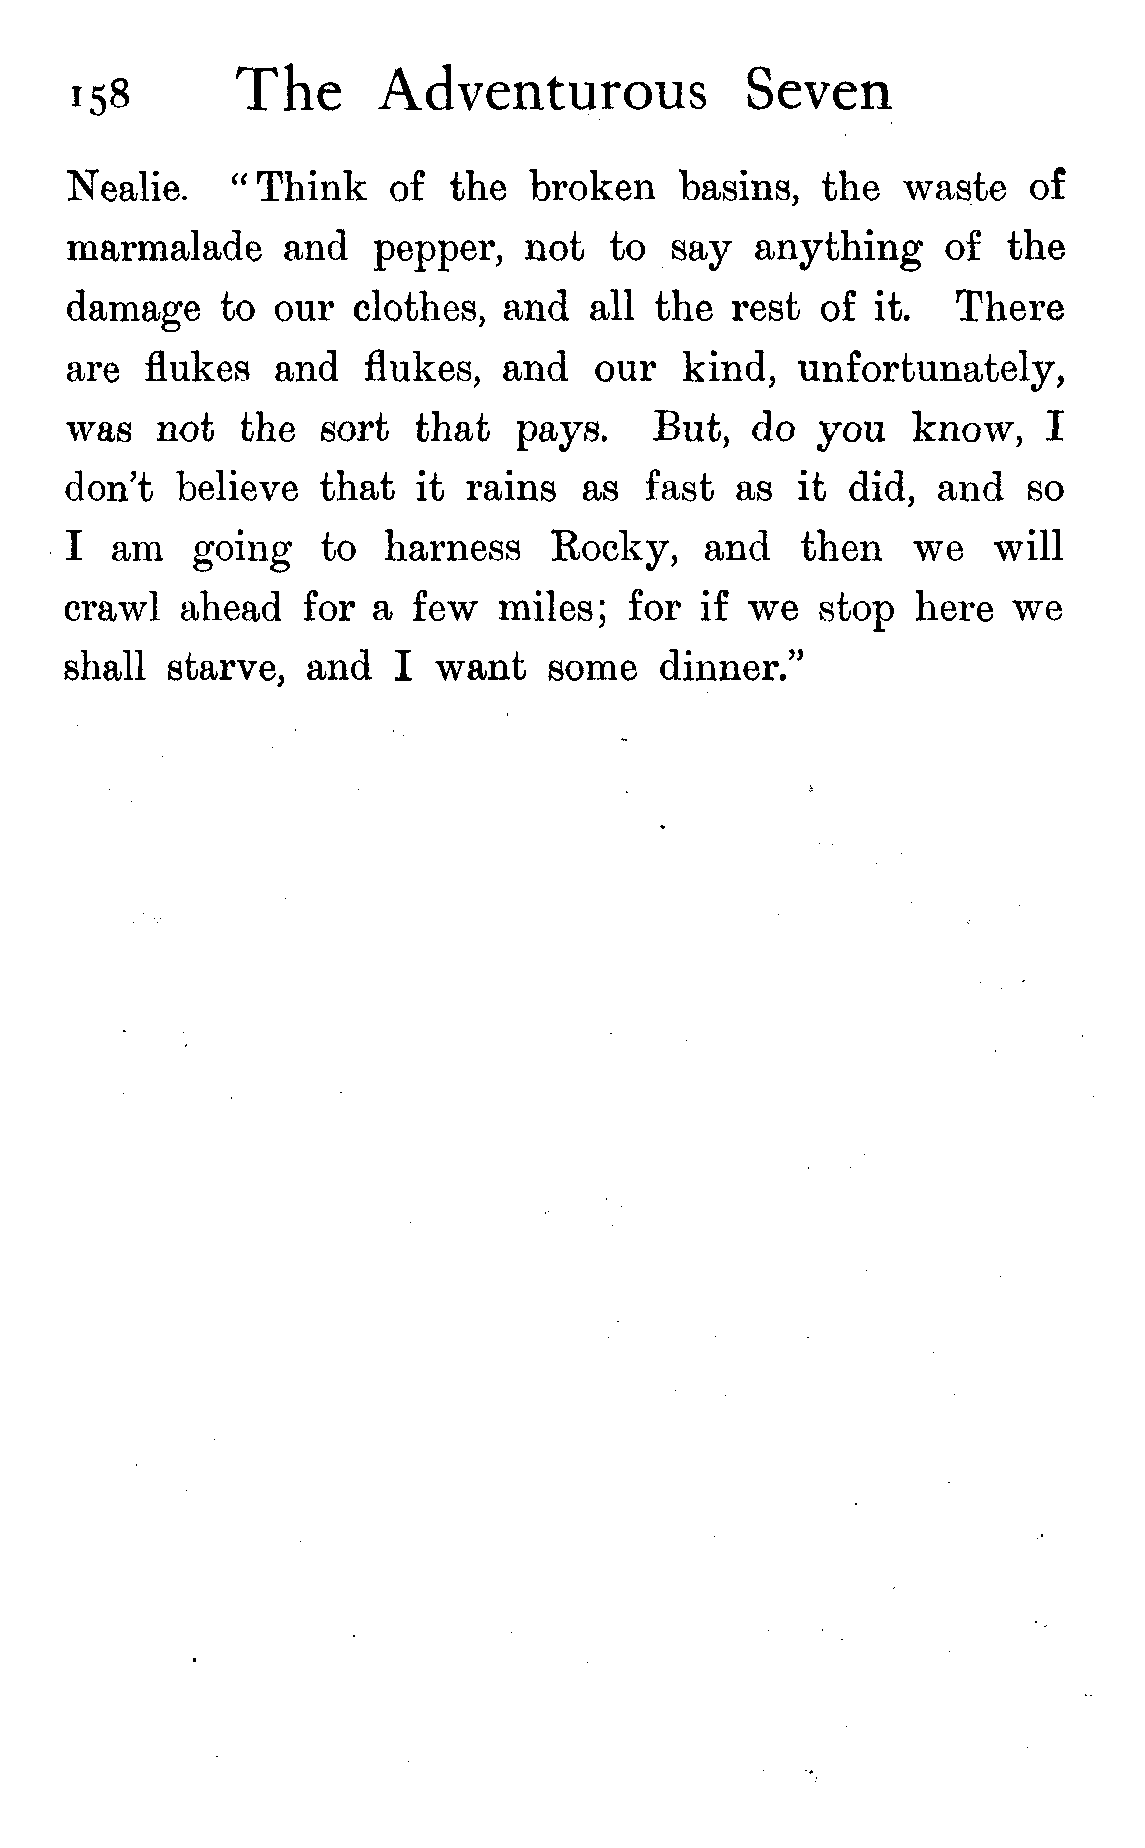 158 The Adventurous Seven
Nealie. “Think of the broken basins, the waste of
marmalade and pepper, not to say anything of the
damage to our clothes, and all the rest of it. There
are flukes and flukes, and our kind, unfortunately,
was not the sort that pays. But, do you know, I
don't believe that it rains as fast as it did, and so
I am going to harness Rocky, and then we will
crawl ahead for a few miles; for if we stop here we
shall starve, and I want some dinner.”